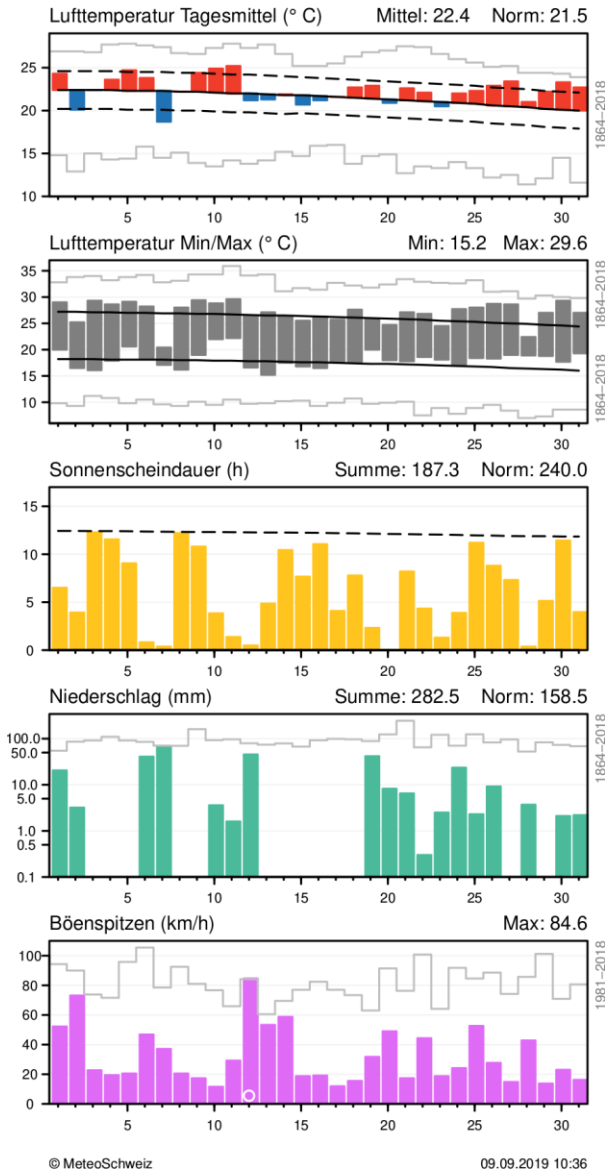 Lufttemperatur Tagesmittel (° C) Mittel: 22.4 Norm: 21.5
25
20
15
10
1864–2018
5 10 15 20 25 30
Lufttemperatur Min/Max (° C) Min: 15.2 Max: 29.6
35
30
25
20
15
10
1864–2018
1864–2018
5 10 15 20 25 30
Sonnenscheindauer (h) Summe: 187.3 Norm: 240.0
15
10
5
0
5 10 15 20 25 30
Niederschlag (mm) Summe: 282.5 Norm: 158.5
100.0
50.0
10.0
5.0
1.0
0.5
0.1
1864–2018
5 10 15 20 25 30
Böenspitzen (km/h) Max: 84.6
100
80
60
40
20
0
1981–2018
5 10 15 20 25 30
© MeteoSchweiz 09.09.2019 10:36